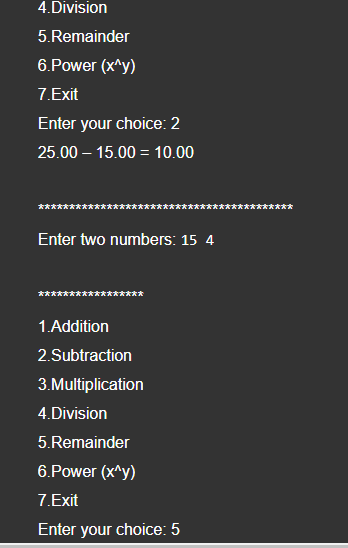 4.Division
5.Remainder
6.Power (x^y)
7.Exit
Enter your choice: 2
25.00 – 15.00 = 10.00
*****************************************
Enter two numbers: 15 4
*****************
1.Addition
2.Subtraction
3.Multiplication
4.Division
5.Remainder
6.Power (x^y)
7.Exit
Enter your choice: 5